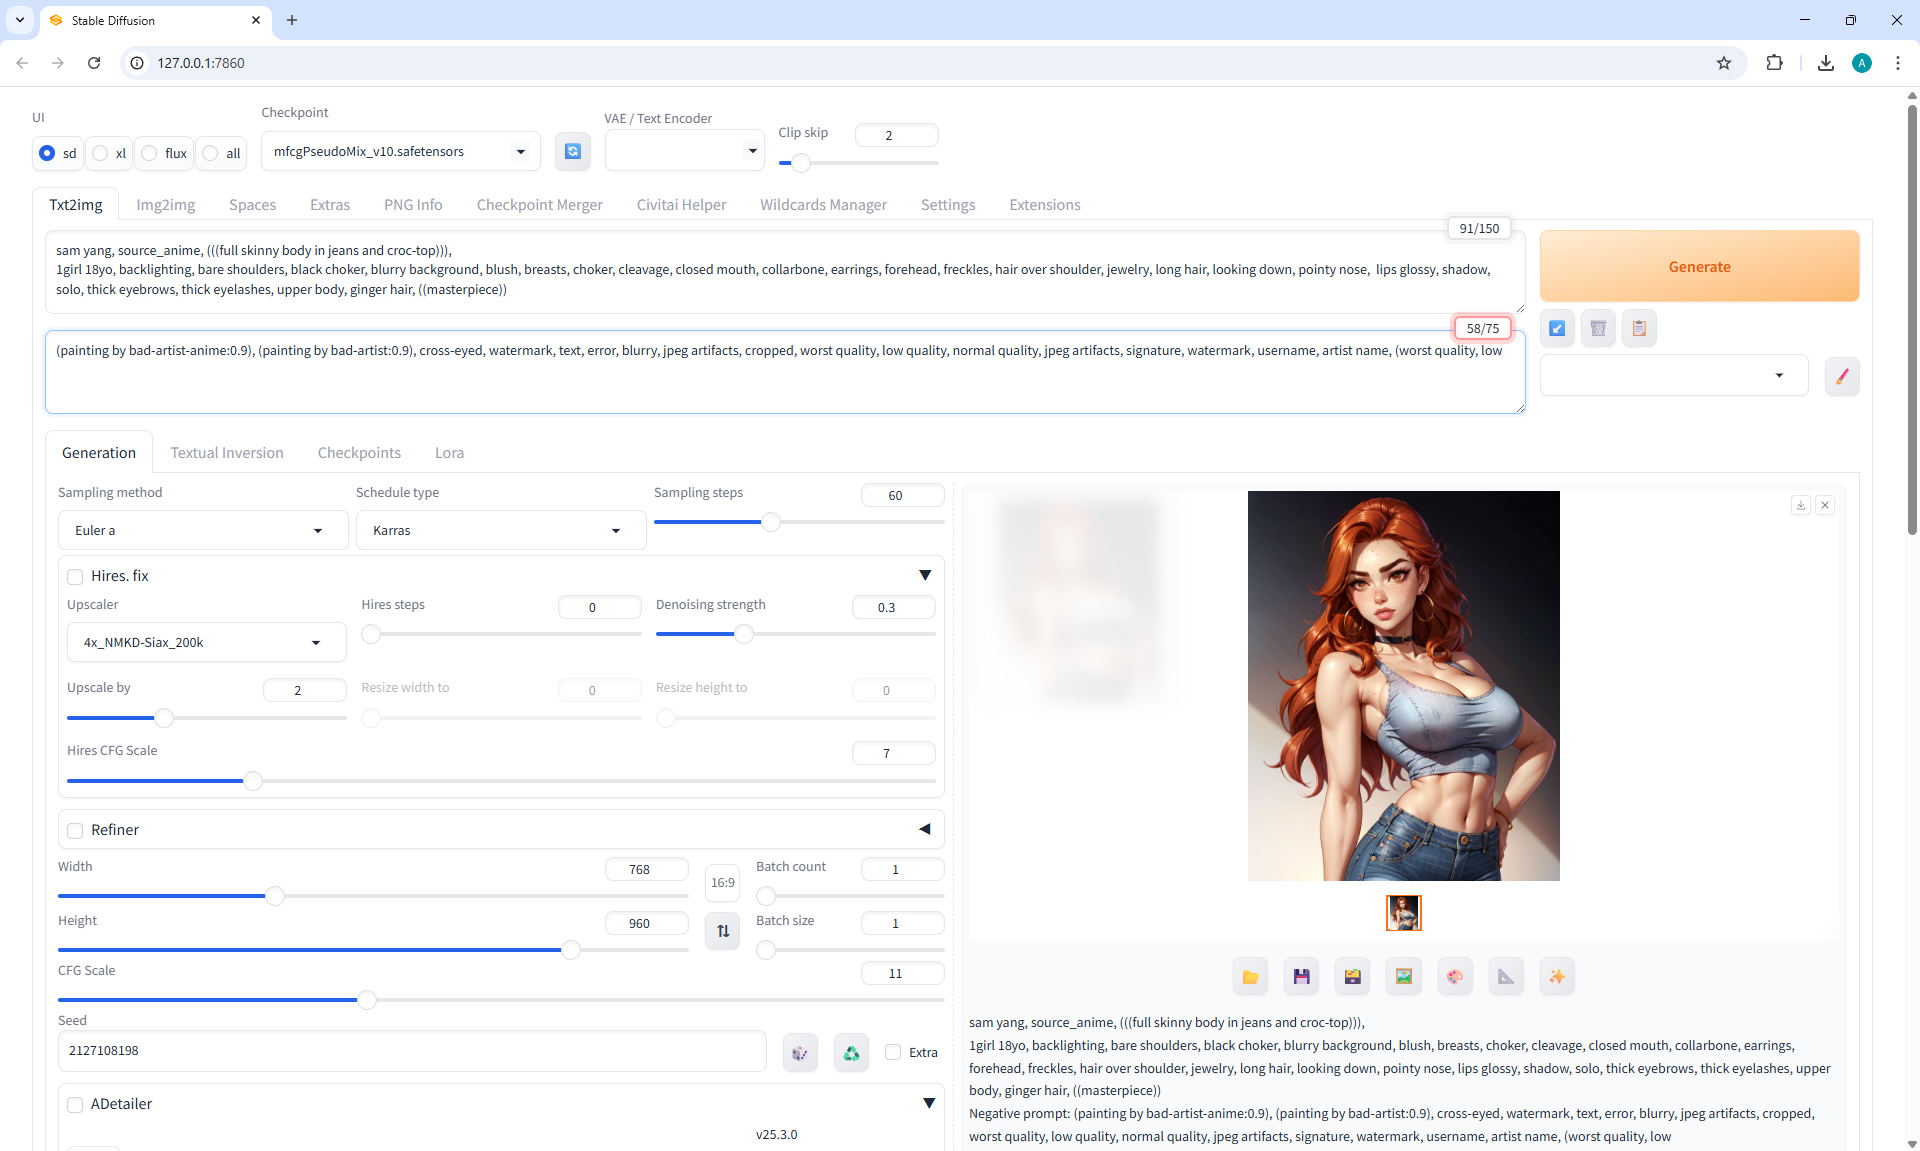 Stable Diffusion
127.0.0.1:7860
UI
sd xl flux all
Checkpoint
mfcgPseudoMix_v10.safetensors
VAE / Text Encoder
Clip skip
2
Txt2img Img2img Spaces Extras PNG Info Checkpoint Merger Civitai Helper Wildcards Manager Settings Extensions
91/150
sam yang, source_anime, (((full skinny body in jeans and croc-top))),
1girl 18yo, backlighting, bare shoulders, black choker, blurry background, blush, breasts, choker, cleavage, closed mouth, collarbone, earrings, forehead, freckles, hair over shoulder, jewelry, long hair, looking down, pointy nose,  lips glossy, shadow,
solo, thick eyebrows, thick eyelashes, upper body, ginger hair, ((masterpiece))
Generate
58/75
(painting by bad-artist-anime:0.9), (painting by bad-artist:0.9), cross-eyed, watermark, text, error, blurry, jpeg artifacts, cropped, worst quality, low quality, normal quality, jpeg artifacts, signature, watermark, username, artist name, (worst quality, low
Generation Textual Inversion Checkpoints Lora
Sampling method
Euler a
Schedule type
Karras
Sampling steps
60
Hires. fix
Upscaler
4x_NMKD-Siax_200k
Hires steps
0
Denoising strength
0.3
Upscale by
2
Resize width to
0
Resize height to
0
Hires CFG Scale
7
Refiner
Width
768
16:9
Batch count
1
Height
960
Batch size
1
CFG Scale
11
Seed
2127108198
Extra
ADetailer
v25.3.0
sam yang, source_anime, (((full skinny body in jeans and croc-top))),
1girl 18yo, backlighting, bare shoulders, black choker, blurry background, blush, breasts, choker, cleavage, closed mouth, collarbone, earrings,
forehead, freckles, hair over shoulder, jewelry, long hair, looking down, pointy nose, lips glossy, shadow, solo, thick eyebrows, thick eyelashes, upper
body, ginger hair, ((masterpiece))
Negative prompt: (painting by bad-artist-anime:0.9), (painting by bad-artist:0.9), cross-eyed, watermark, text, error, blurry, jpeg artifacts, cropped,
worst quality, low quality, normal quality, jpeg artifacts, signature, watermark, username, artist name, (worst quality, low
A